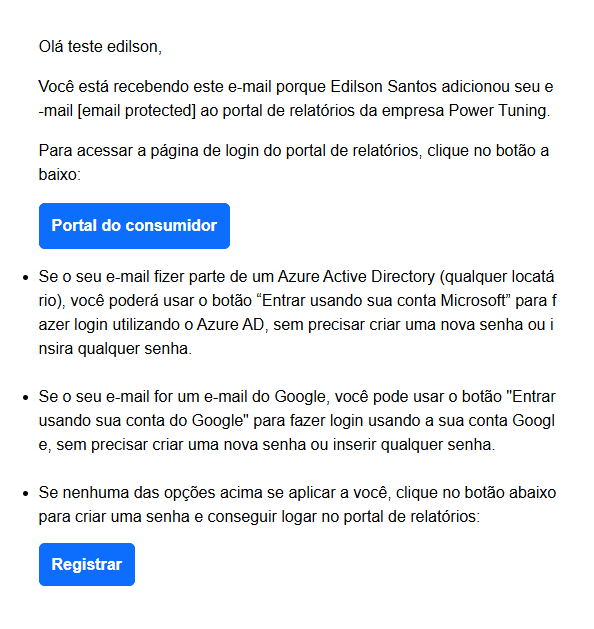 Olá teste edilson,
Você está recebendo este e-mail porque Edilson Santos adicionou seu e
-mail [email protected] ao portal de relatórios da empresa Power Tuning.
Para acessar a página de login do portal de relatórios, clique no botão a
baixo:
Portal do consumidor
• Se o seu e-mail fizer parte de um Azure Active Directory (qualquer locatá
rio), você poderá usar o botão “Entrar usando sua conta Microsoft” para f
azer login utilizando o Azure AD, sem precisar criar uma nova senha ou i
nsira qualquer senha.
• Se o seu e-mail for um e-mail do Google, você pode usar o botão "Entrar
usando sua conta do Google" para fazer login usando a sua conta Googl
e, sem precisar criar uma nova senha ou inserir qualquer senha.
• Se nenhuma das opções acima se aplicar a você, clique no botão abaixo
para criar uma senha e conseguir logar no portal de relatórios:
Registrar